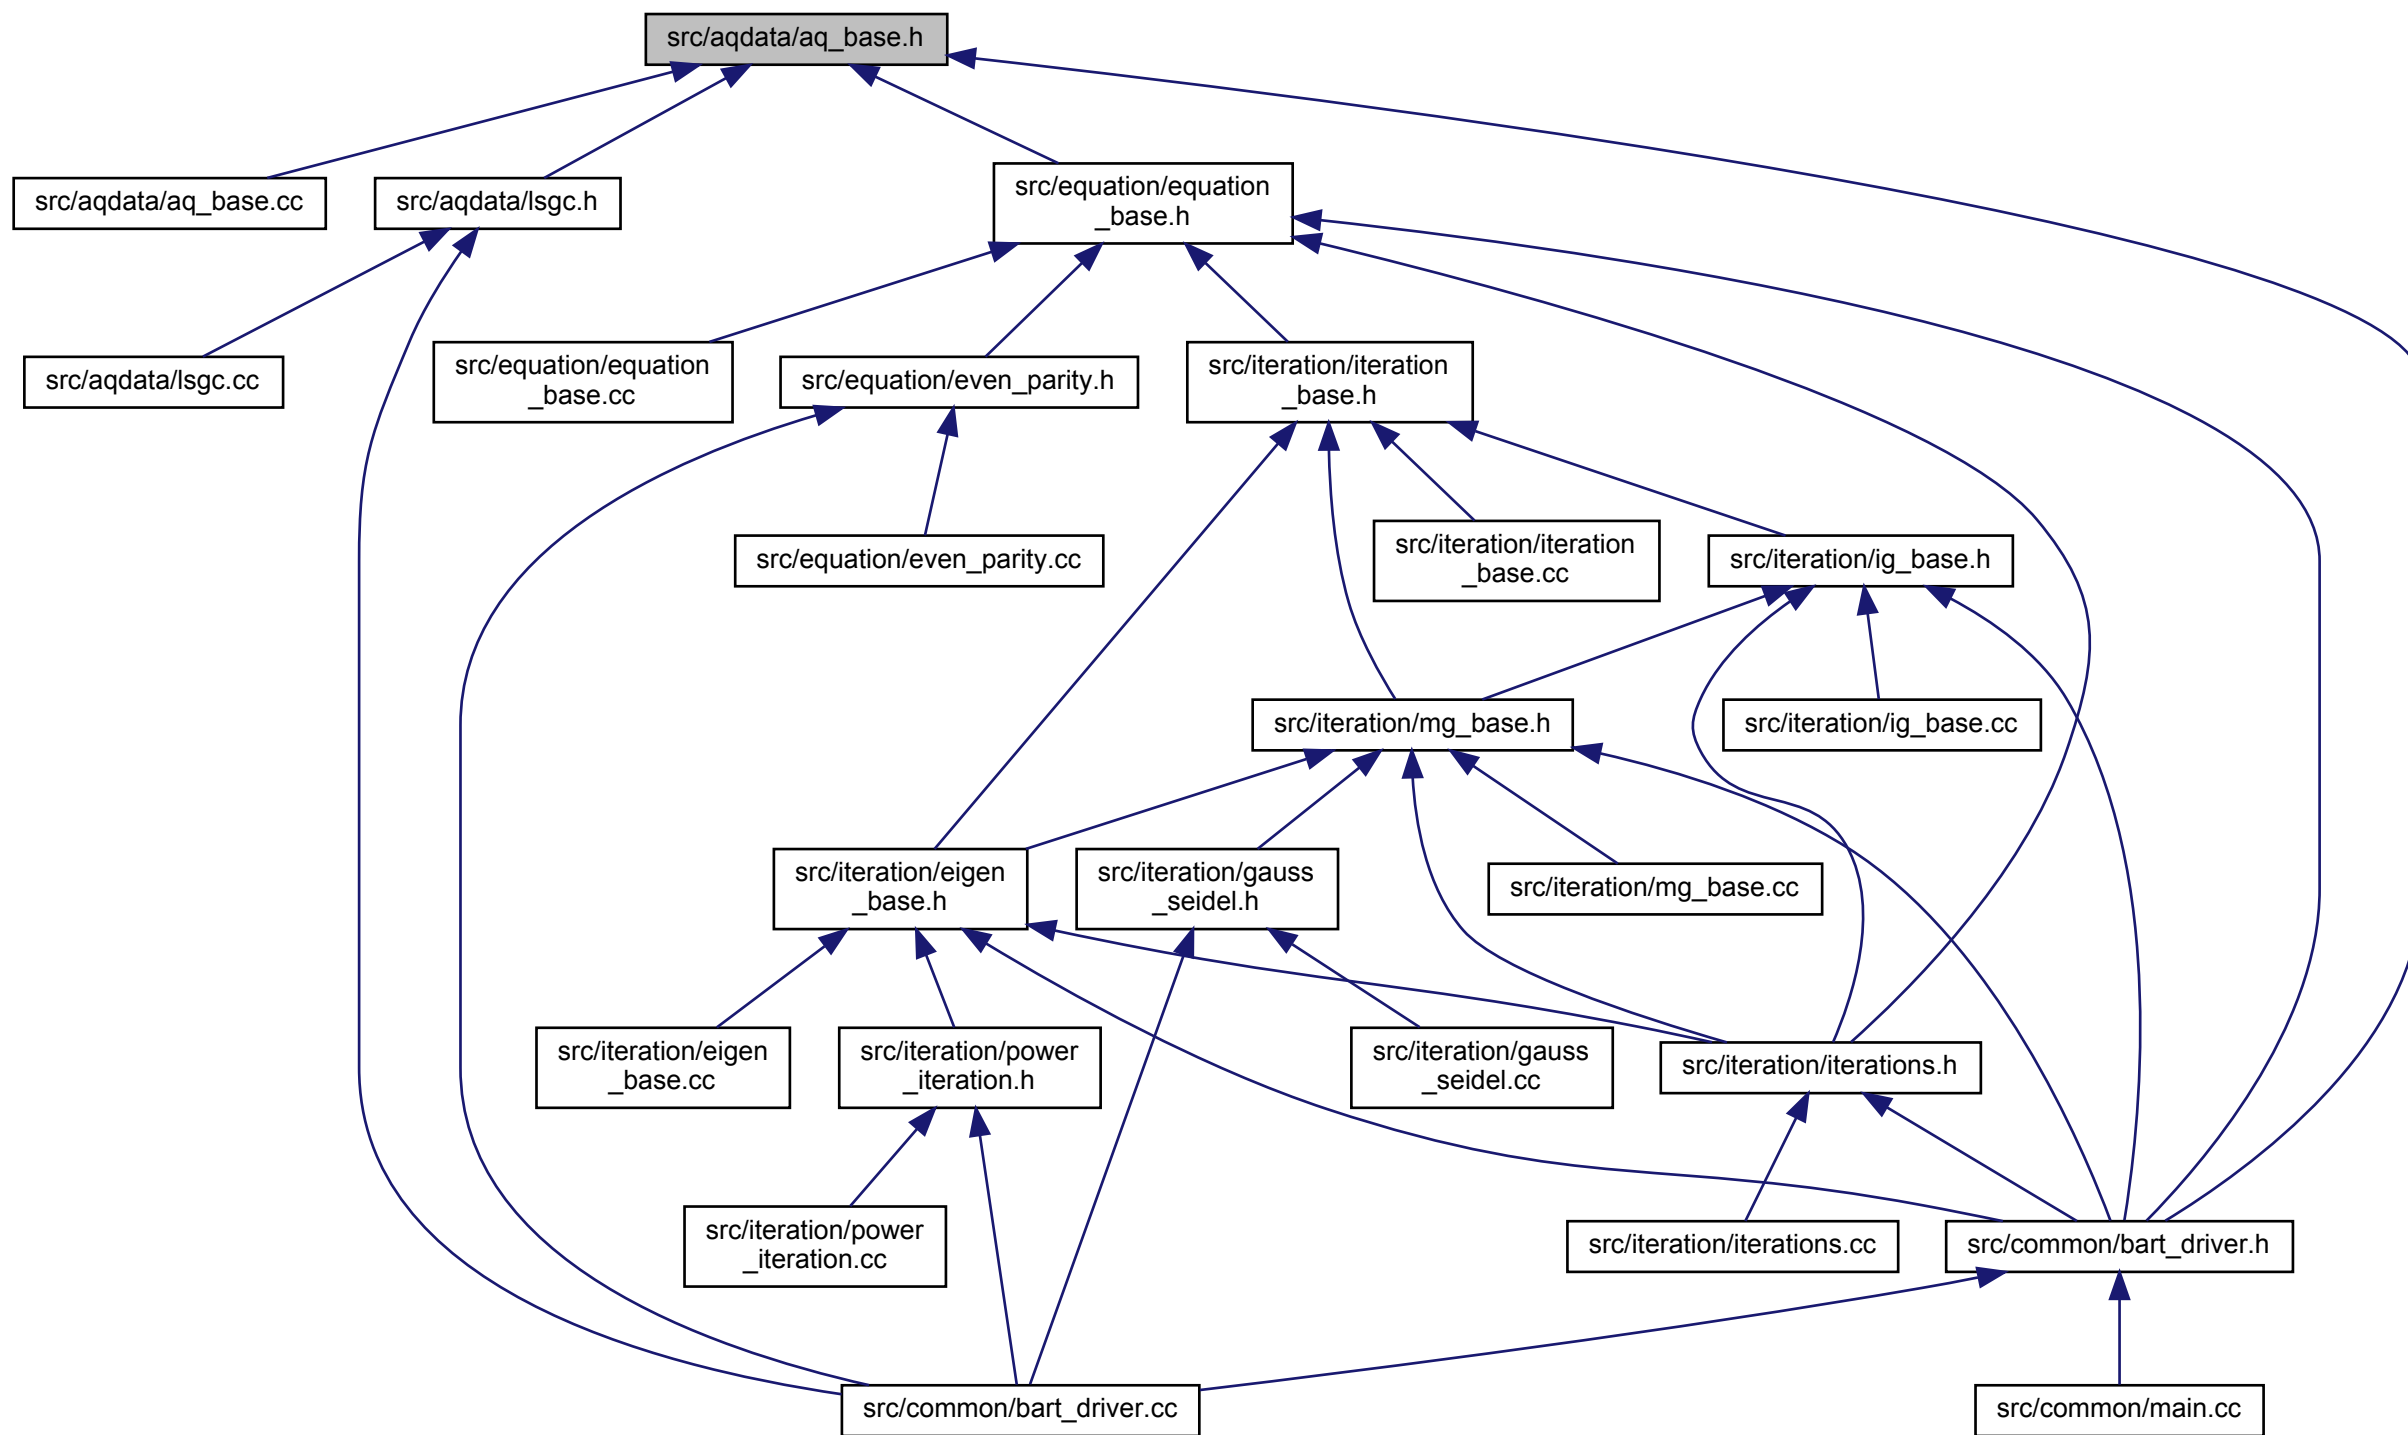 src/aqdata/aq_base.h
src/aqdata/aq_base.cc
src/aqdata/lsgc.h
src/equation/equation
_base.h
src/aqdata/lsgc.cc
src/equation/equation
_base.cc
src/equation/even_parity.h
src/iteration/iteration
_base.h
src/equation/even_parity.cc
src/iteration/iteration
_base.cc
src/iteration/ig_base.h
src/iteration/mg_base.h
src/iteration/ig_base.cc
src/iteration/eigen
_base.h
src/iteration/gauss
_seidel.h
src/iteration/mg_base.cc
src/iteration/eigen
_base.cc
src/iteration/power
_iteration.h
src/iteration/gauss
_seidel.cc
src/iteration/iterations.h
src/iteration/power
_iteration.cc
src/iteration/iterations.cc
src/common/bart_driver.h
src/common/bart_driver.cc
src/common/main.cc